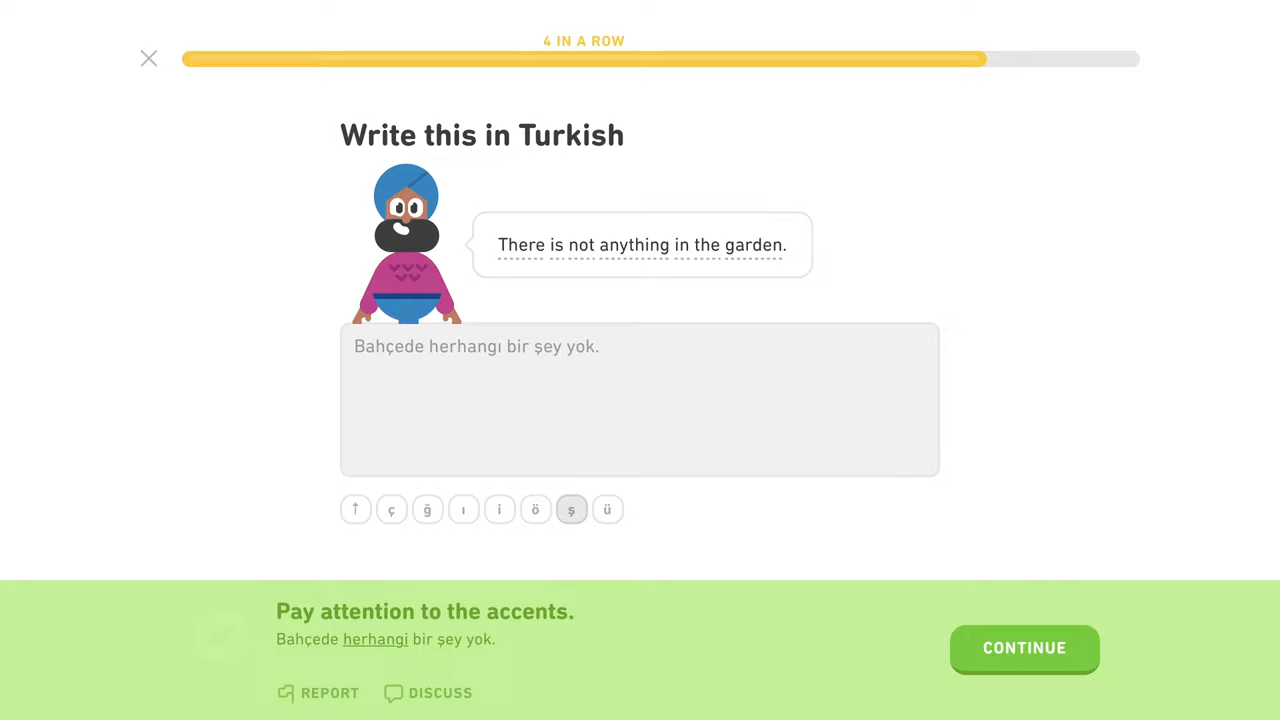 4 IN A ROW
Write this in Turkish
There is not anything in the garden.
Bahçede herhangı bir şey yok.
↑ ç ğ ı i ö ş ü
Pay attention to the accents.
Bahçede herhangi bir şey yok.
CONTINUE
REPORT DISCUSS